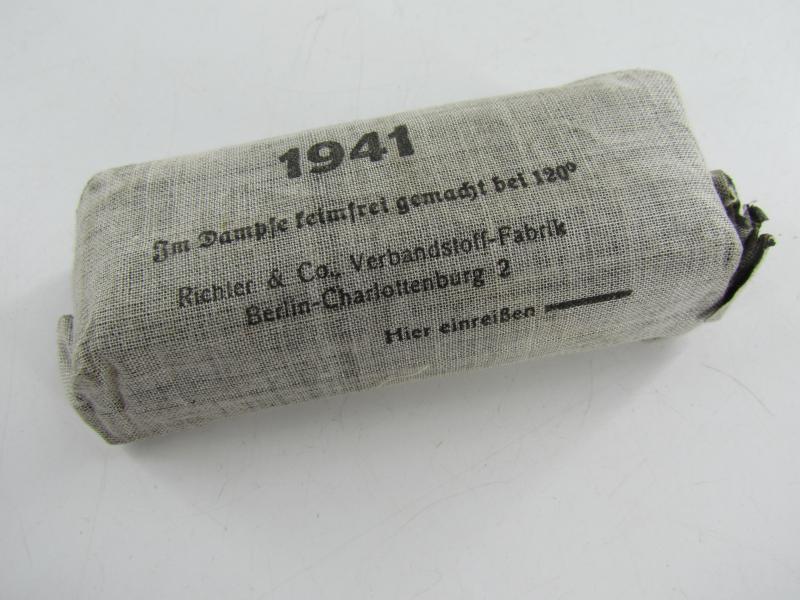 1941
Im Dampfe keimfrei gemacht bei 120°
Richter & Co., Verbandstoff-Fabrik
Berlin-Charlottenburg 2
Hier einreißen